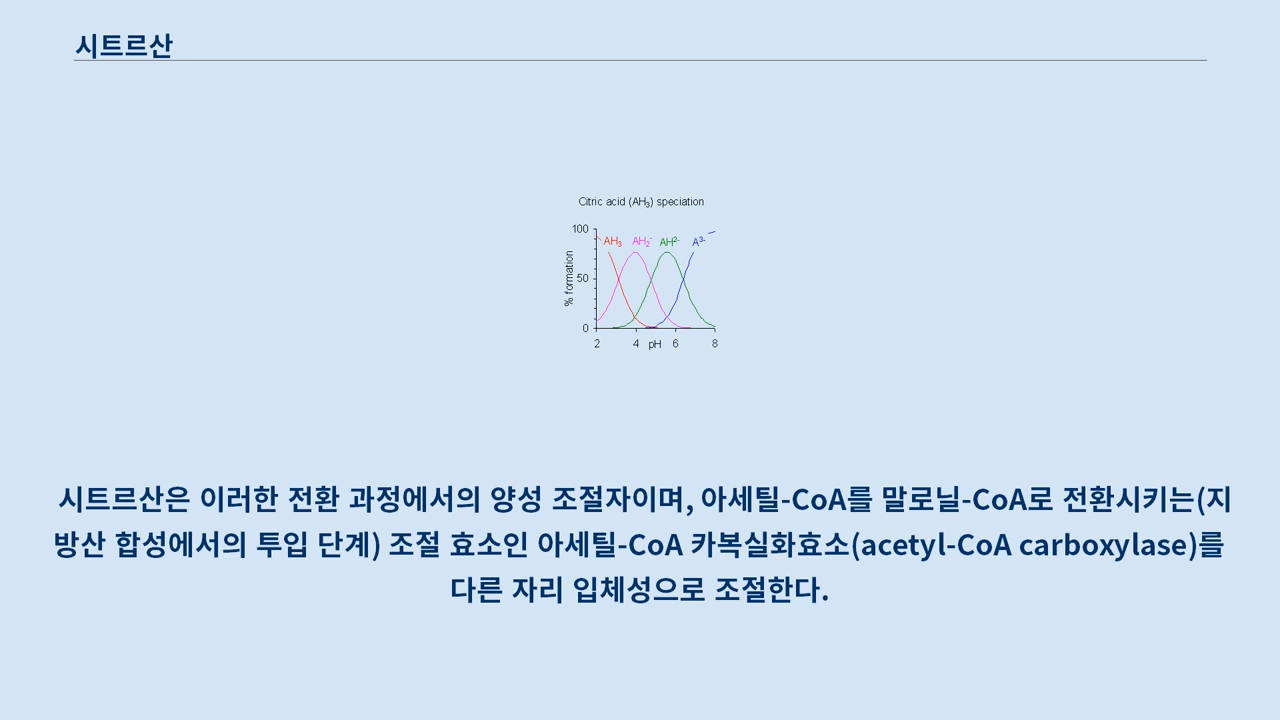 시트르산
Citric acid (AH₃) speciation
100
AH₃ AH₂⁻ AH²⁻ A³⁻
% formation
50
0
2 4 pH 6 8
시트르산은 이러한 전환 과정에서의 양성 조절자이며, 아세틸-CoA를 말로닐-CoA로 전환시키는(지
방산 합성에서의 투입 단계) 조절 효소인 아세틸-CoA 카복실화효소(acetyl-CoA carboxylase)를
다른 자리 입체성으로 조절한다.